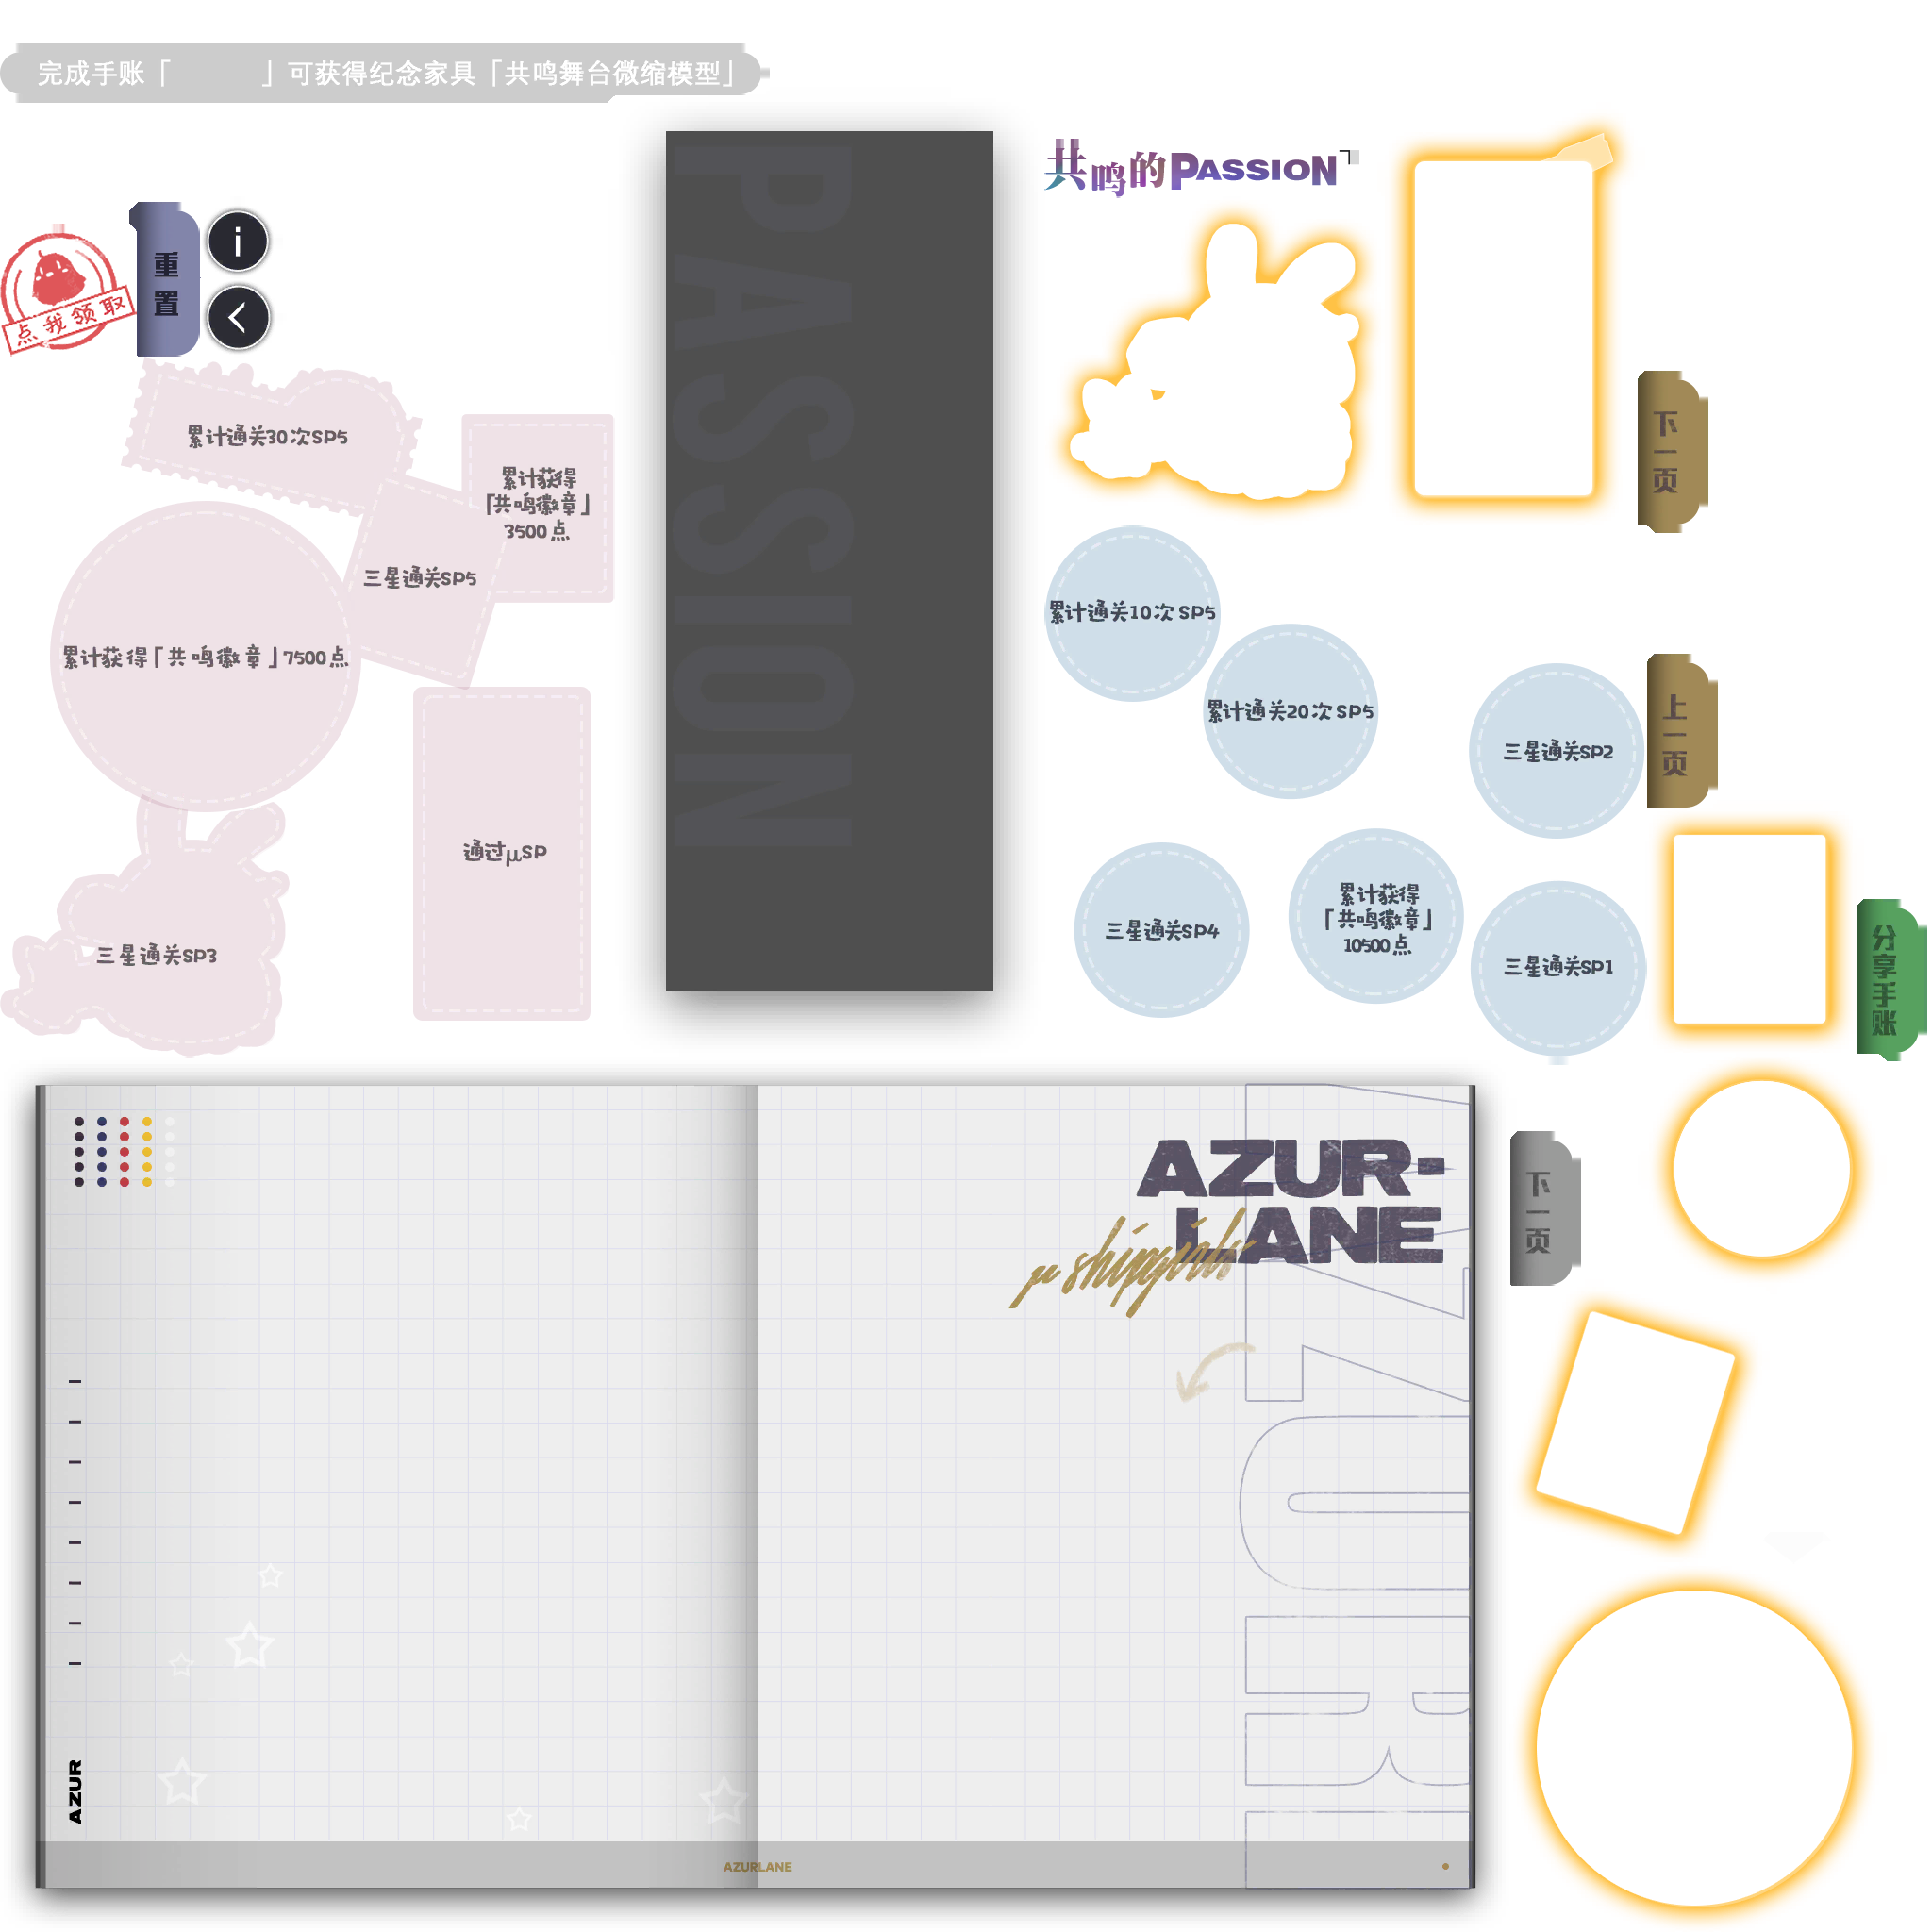 完成手账「 」可获得纪念家具「共鸣舞台微缩模型」
共鸣的PASSION
PASSION
重置
i
点我领取
累计通关30次SP5
累计获得
「共鸣徽章」
3500点
三星通关SP5
累计获得「共鸣徽章」7500点
通过μSP
三星通关SP3
下一页
累计通关10次SP5
累计通关20次SP5
三星通关SP2
上一页
三星通关SP4
累计获得
「共鸣徽章」
10500点
三星通关SP1
分享手账
AZUR-
LANE
μ shipgirls
下一页
AZUR
AZUR
AZURLANE